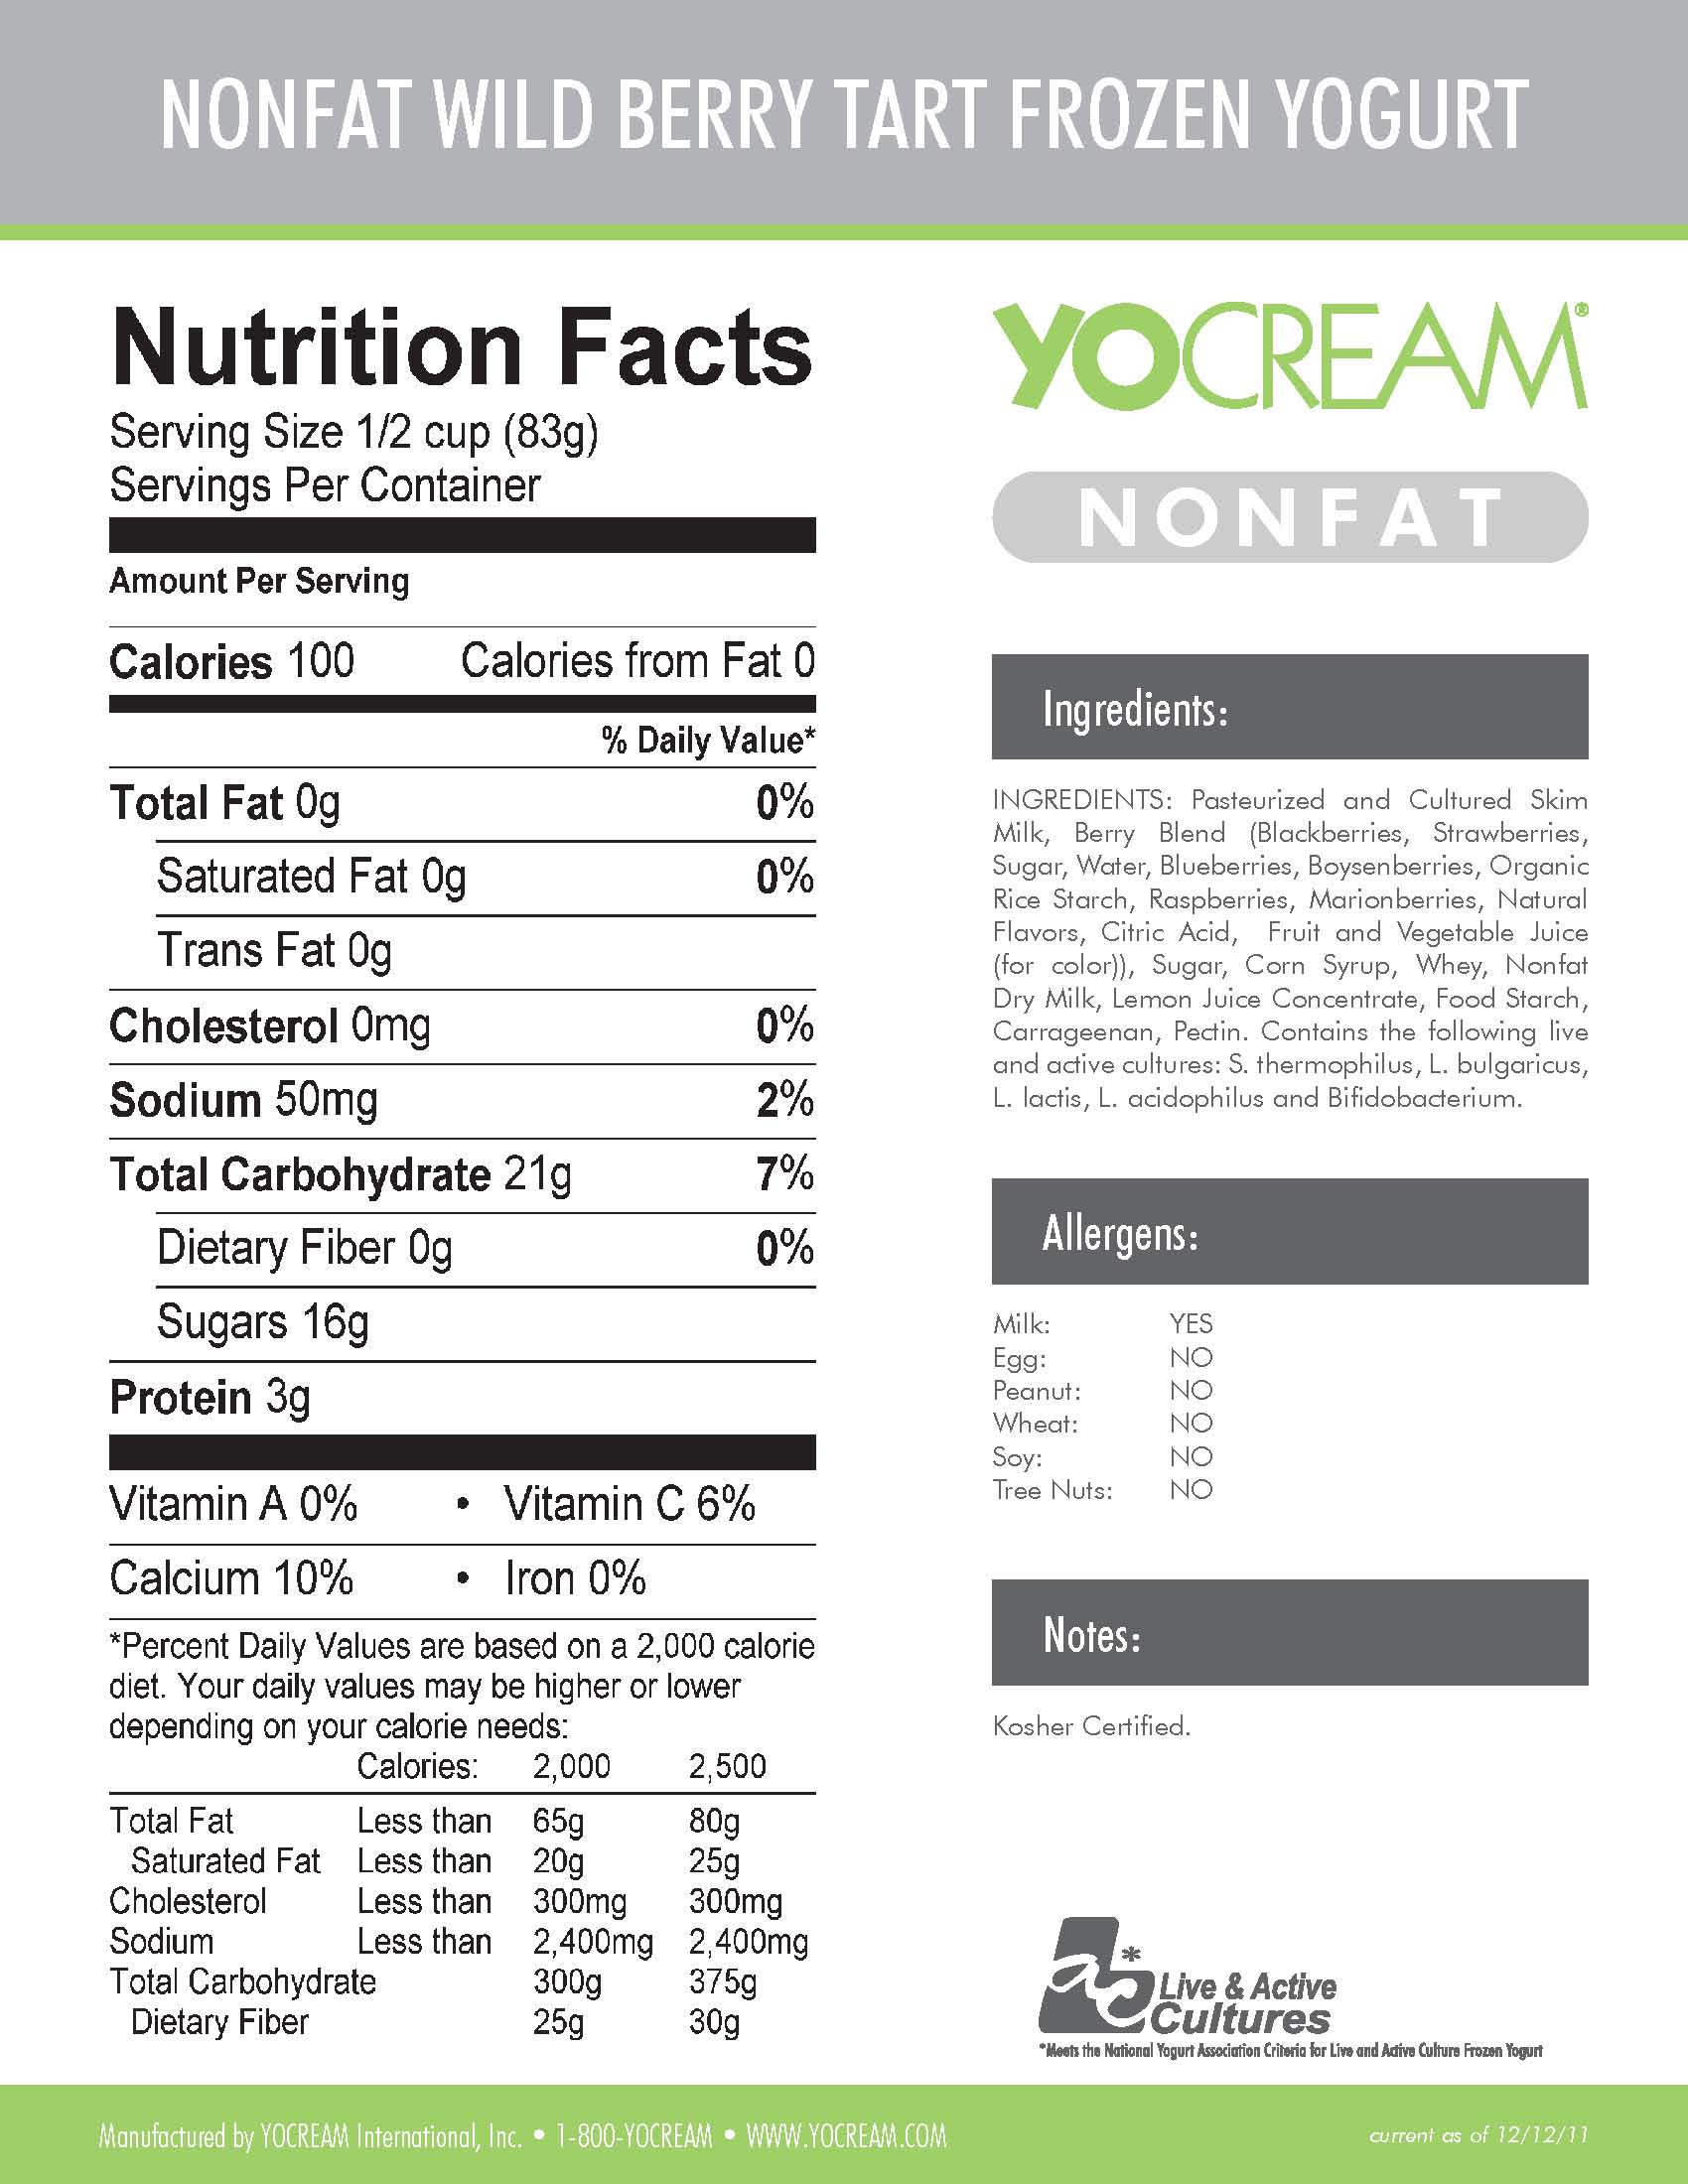 NONFAT WILD BERRY TART FROZEN YOGURT
Nutrition Facts
Serving Size 1/2 cup (83g)
Servings Per Container
Amount Per Serving
Calories 100 Calories from Fat 0
% Daily Value*
Total Fat 0g 0%
Saturated Fat 0g 0%
Trans Fat 0g
Cholesterol 0mg 0%
Sodium 50mg 2%
Total Carbohydrate 21g 7%
Dietary Fiber 0g 0%
Sugars 16g
Protein 3g
Vitamin A 0% • Vitamin C 6%
Calcium 10% • Iron 0%
*Percent Daily Values are based on a 2,000 calorie
diet. Your daily values may be higher or lower
depending on your calorie needs:
Calories: 2,000 2,500
Total Fat Less than 65g 80g
Saturated Fat Less than 20g 25g
Cholesterol Less than 300mg 300mg
Sodium Less than 2,400mg 2,400mg
Total Carbohydrate 300g 375g
Dietary Fiber 25g 30g
YOCREAM®
NONFAT
Ingredients:
INGREDIENTS: Pasteurized and Cultured Skim
Milk, Berry Blend (Blackberries, Strawberries,
Sugar, Water, Blueberries, Boysenberries, Organic
Rice Starch, Raspberries, Marionberries, Natural
Flavors, Citric Acid, Fruit and Vegetable Juice
(for color)), Sugar, Corn Syrup, Whey, Nonfat
Dry Milk, Lemon Juice Concentrate, Food Starch,
Carrageenan, Pectin. Contains the following live
and active cultures: S. thermophilus, L. bulgaricus,
L. lactis, L. acidophilus and Bifidobacterium.
Allergens:
Milk: YES
Egg: NO
Peanut: NO
Wheat: NO
Soy: NO
Tree Nuts: NO
Notes:
Kosher Certified.
ac*
Live & Active
Cultures
*Meets the National Yogurt Association Criteria for Live and Active Culture Frozen Yogurt
Manufactured by YOCREAM International, Inc. • 1-800-YOCREAM • WWW.YOCREAM.COM
current as of 12/12/11